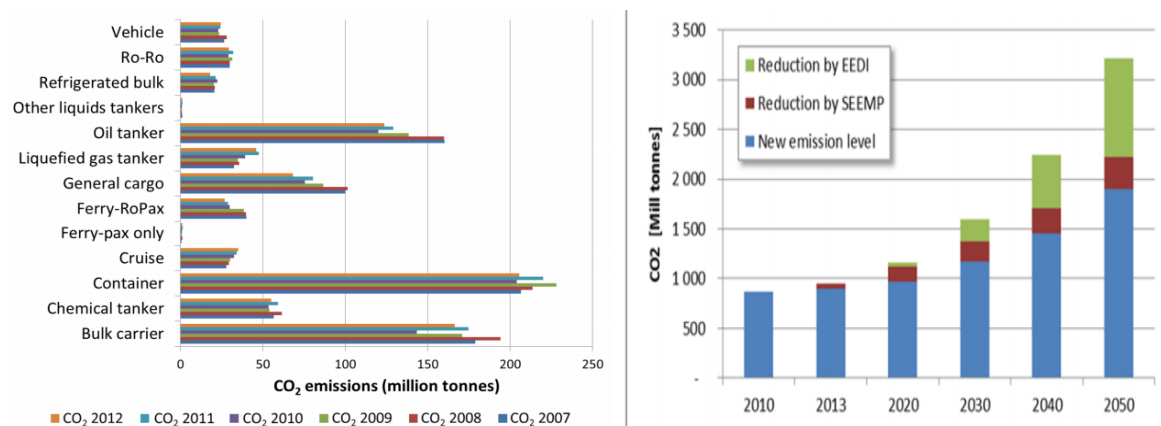 Vehicle
Ro-Ro
Refrigerated bulk
Other liquids tankers
Oil tanker
Liquefied gas tanker
General cargo
Ferry-RoPax
Ferry-pax only
Cruise
Container
Chemical tanker
Bulk carrier
0 50 100 150 200 250
CO2 emissions (million tonnes)
CO2 2012 CO2 2011 CO2 2010 CO2 2009 CO2 2008 CO2 2007
3 500
3 000
2 500
2 000
1 500
1 000
500
-
CO2 [Mill tonnes]
Reduction by EEDI
Reduction by SEEMP
New emission level
2010 2013 2020 2030 2040 2050